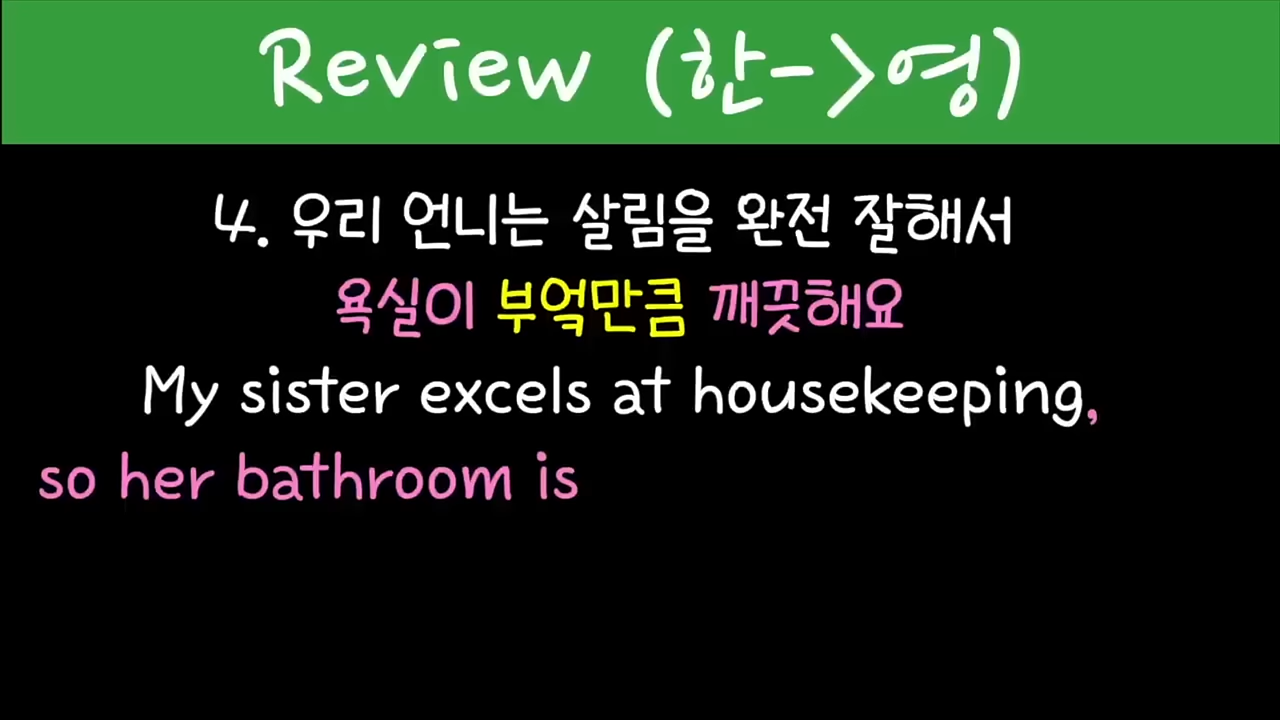 Review (한->영)
4. 우리 언니는 살림을 완전 잘해서
욕실이 부엌만큼 깨끗해요
My sister excels at housekeeping,
so her bathroom is